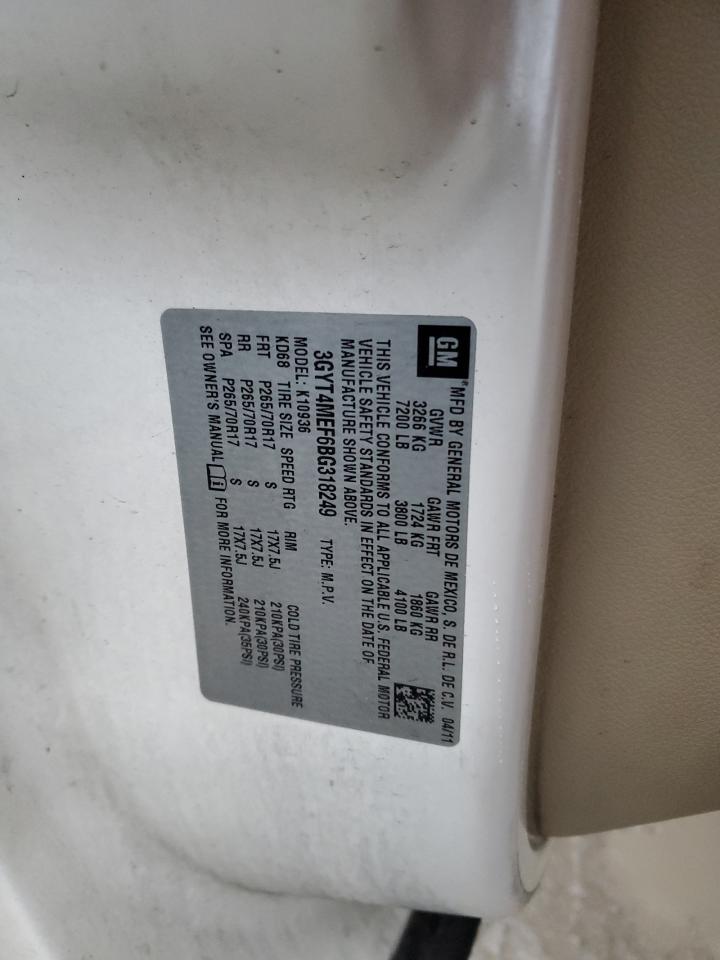 GM ® MFD BY GENERAL MOTORS DE MEXICO, S. DE R.L. DE C.V. 04/11
GVWR GAWR FRT GAWR RR
3266 KG 1724 KG 1860 KG
7200 LB 3800 LB 4100 LB
THIS VEHICLE CONFORMS TO ALL APPLICABLE U.S. FEDERAL MOTOR
VEHICLE SAFETY STANDARDS IN EFFECT ON THE DATE OF
MANUFACTURE SHOWN ABOVE.
3GYT4MEF6BG318249 TYPE: M.P.V.
MODEL: K10936
KD68 TIRE SIZE SPEED RTG RIM COLD TIRE PRESSURE
FRT P265/70R17 S 17X7.5J 210KPA(30PSI)
RR P265/70R17 S 17X7.5J 210KPA(30PSI)
SPA P265/70R17 S 17X7.5J 240KPA(35PSI)
SEE OWNER'S MANUAL i FOR MORE INFORMATION.